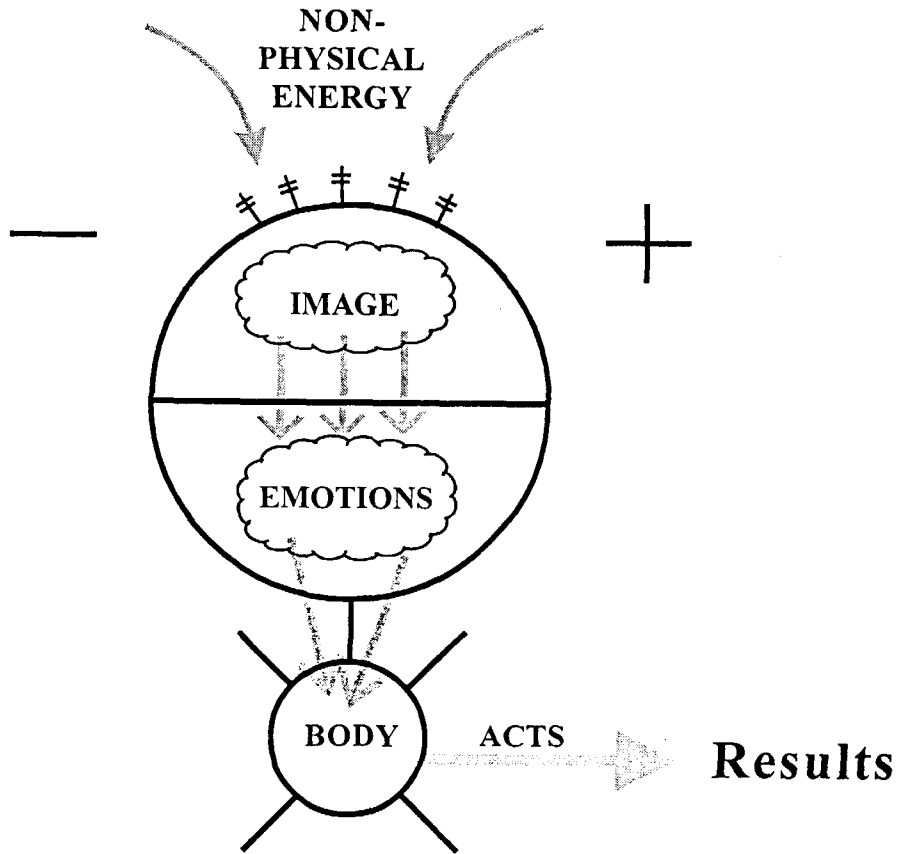 NON-
PHYSICAL
ENERGY
IMAGE
EMOTIONS
BODY
ACTS
Results